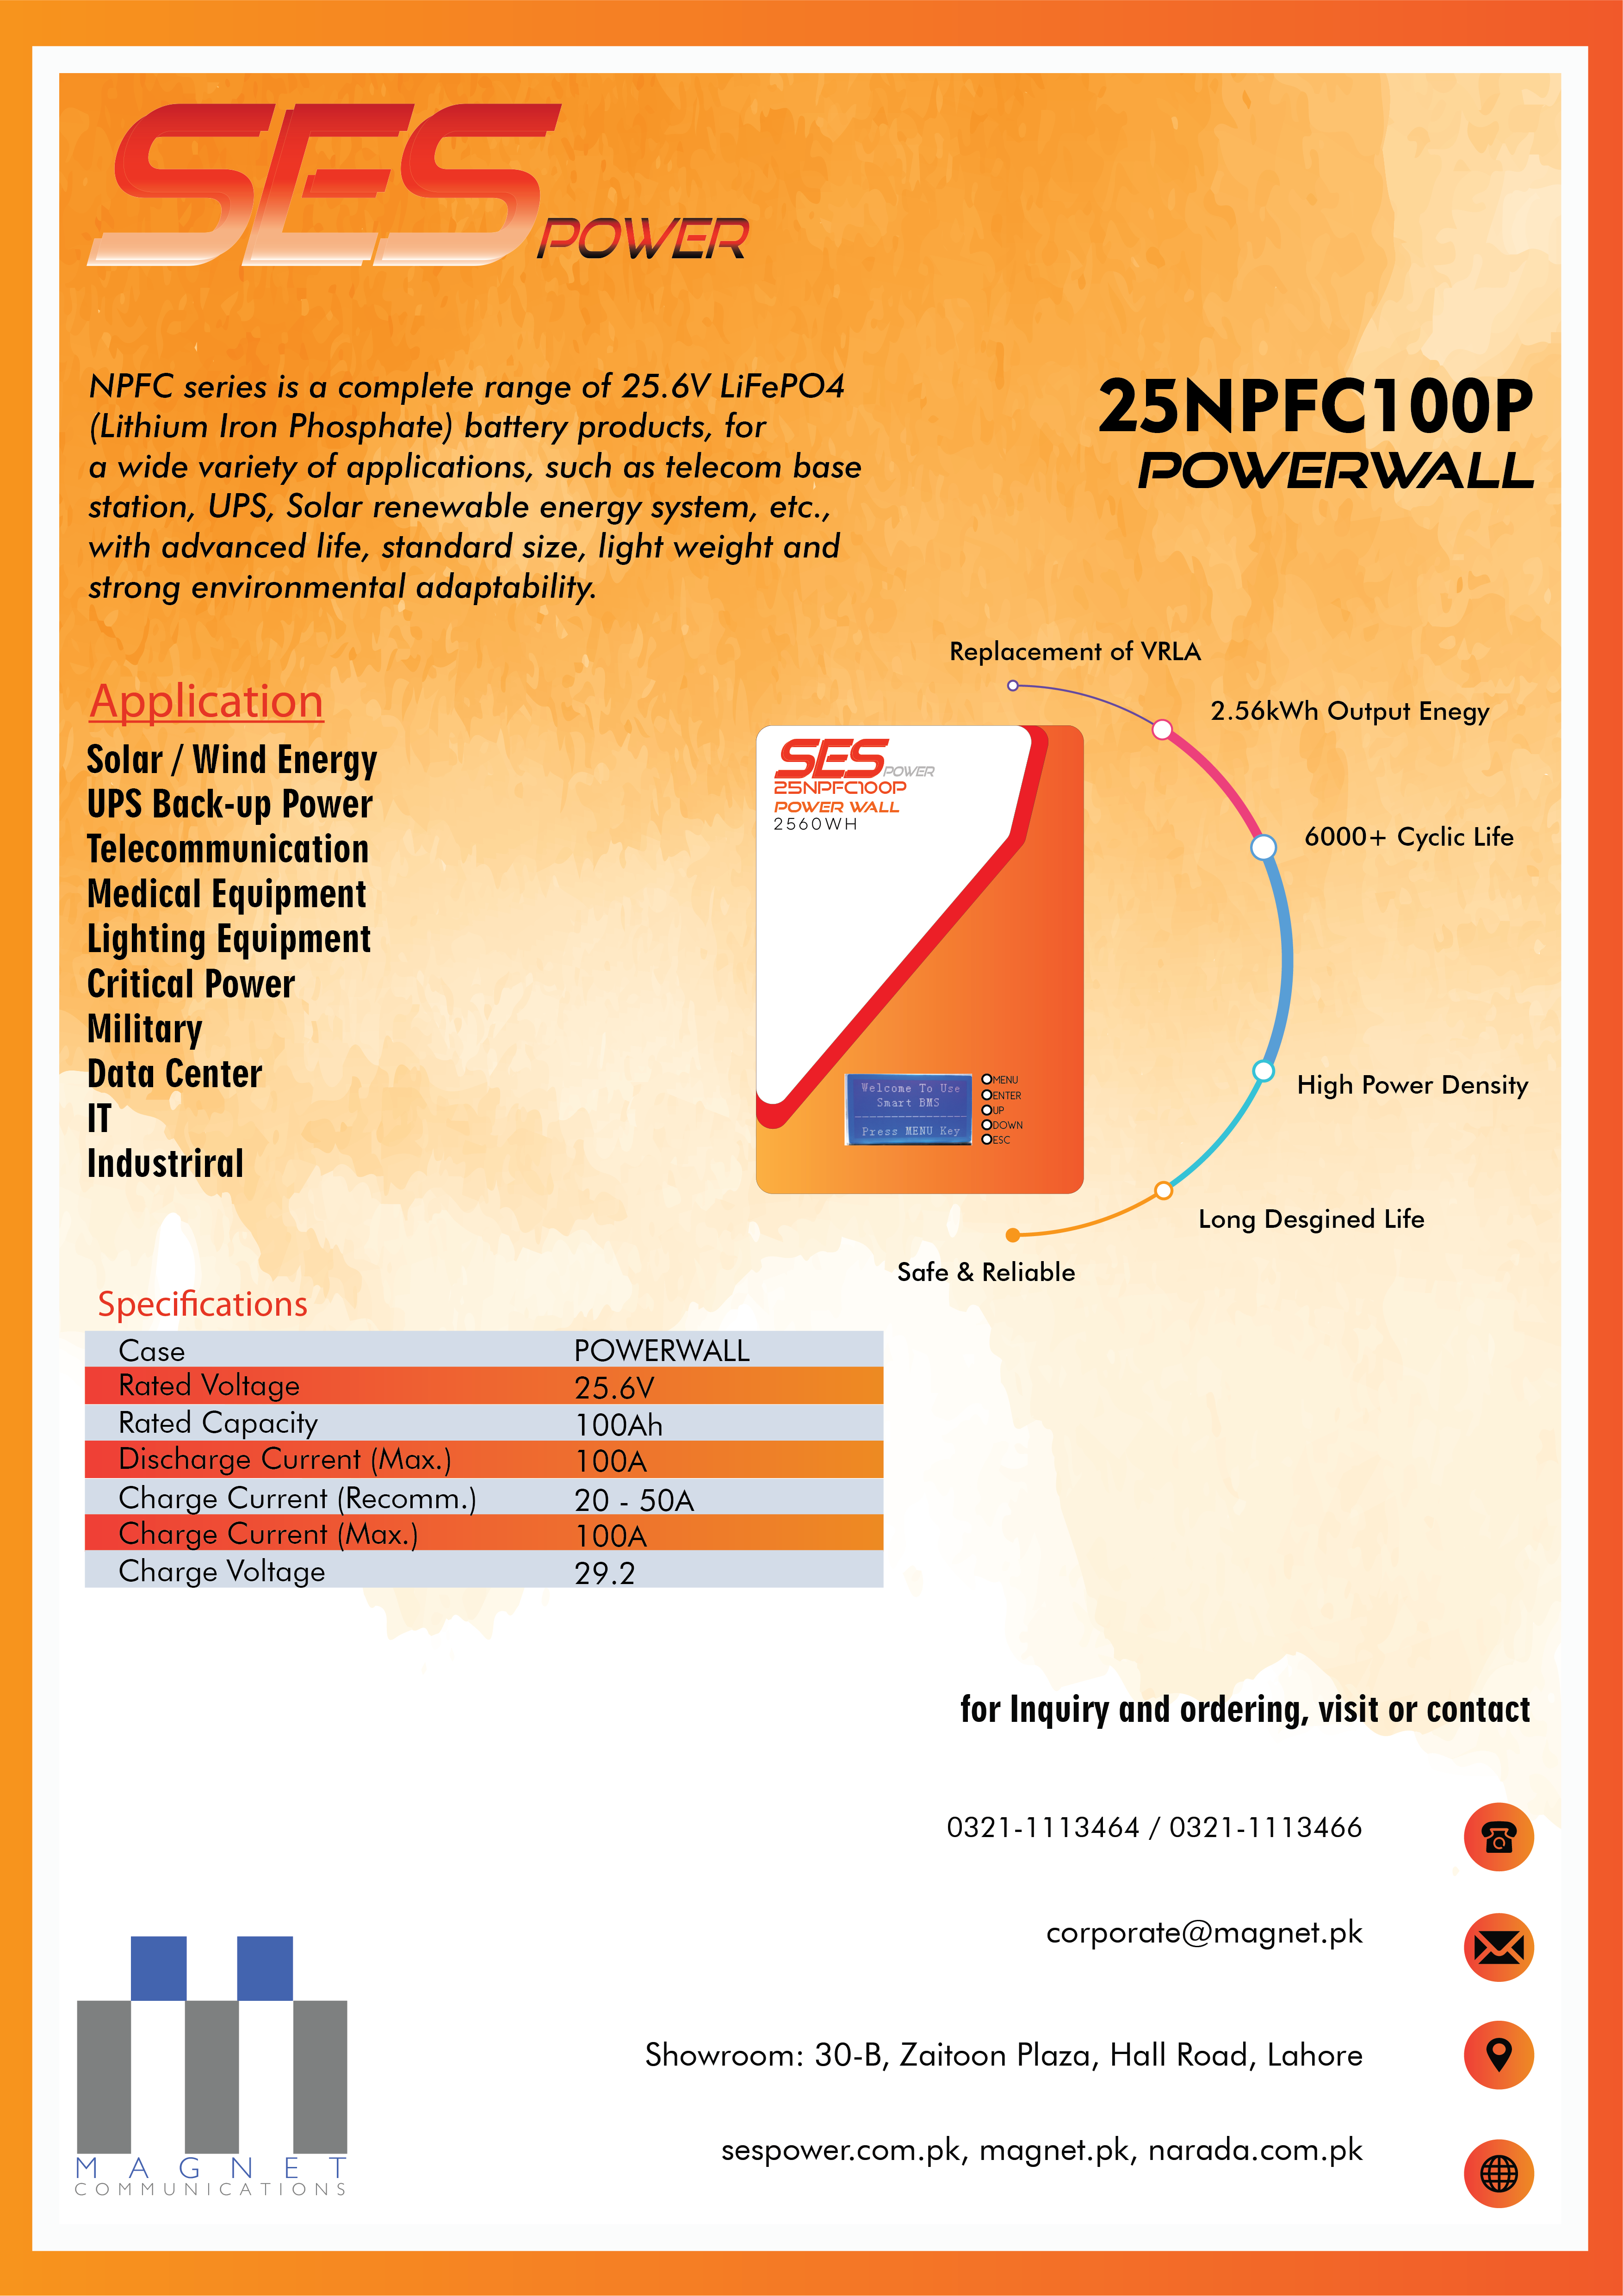 SES POWER
NPFC series is a complete range of 25.6V LiFePO4
(Lithium Iron Phosphate) battery products, for
a wide variety of applications, such as telecom base
station, UPS, Solar renewable energy system, etc.,
with advanced life, standard size, light weight and
strong environmental adaptability.
25NPFC100P
POWERWALL
Application
Solar / Wind Energy
UPS Back-up Power
Telecommunication
Medical Equipment
Lighting Equipment
Critical Power
Military
Data Center
IT
Industriral
SES POWER
25NPFC100P
POWER WALL
2560WH
Welcome To Use
Smart BMS
Press MENU Key
MENU
ENTER
UP
DOWN
ESC
Replacement of VRLA
2.56kWh Output Enegy
6000+ Cyclic Life
High Power Density
Long Desgined Life
Safe & Reliable
Specifications
Case POWERWALL
Rated Voltage 25.6V
Rated Capacity 100Ah
Discharge Current (Max.) 100A
Charge Current (Recomm.) 20 - 50A
Charge Current (Max.) 100A
Charge Voltage 29.2
for Inquiry and ordering, visit or contact
0321-1113464 / 0321-1113466
corporate@magnet.pk
Showroom: 30-B, Zaitoon Plaza, Hall Road, Lahore
sespower.com.pk, magnet.pk, narada.com.pk
MAGNET
COMMUNICATIONS